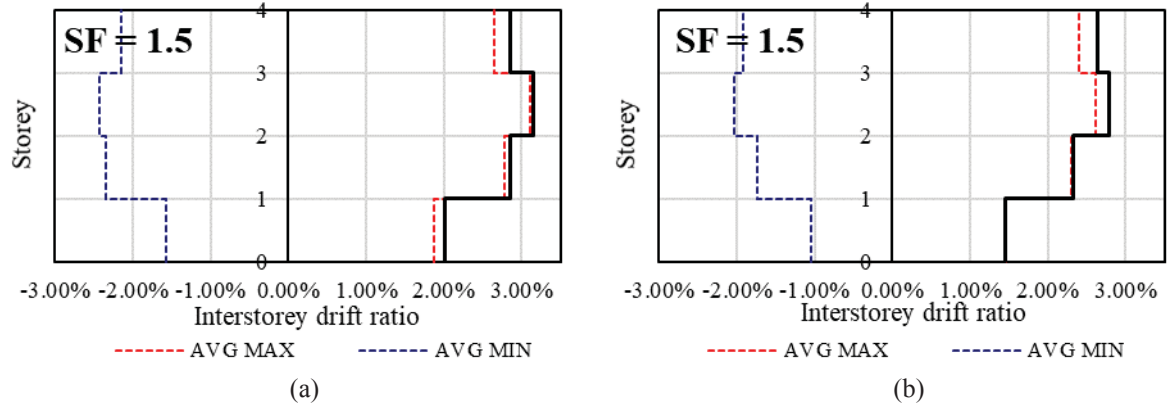 SF = 1.5
4
3
2
1
0
Storey
-3.00% -2.00% -1.00% 0.00% 1.00% 2.00% 3.00%
Interstorey drift ratio
AVG MAX AVG MIN
(a)
SF = 1.5
4
3
2
1
0
Storey
-3.00% -2.00% -1.00% 0.00% 1.00% 2.00% 3.00%
Interstorey drift ratio
AVG MAX AVG MIN
(b)